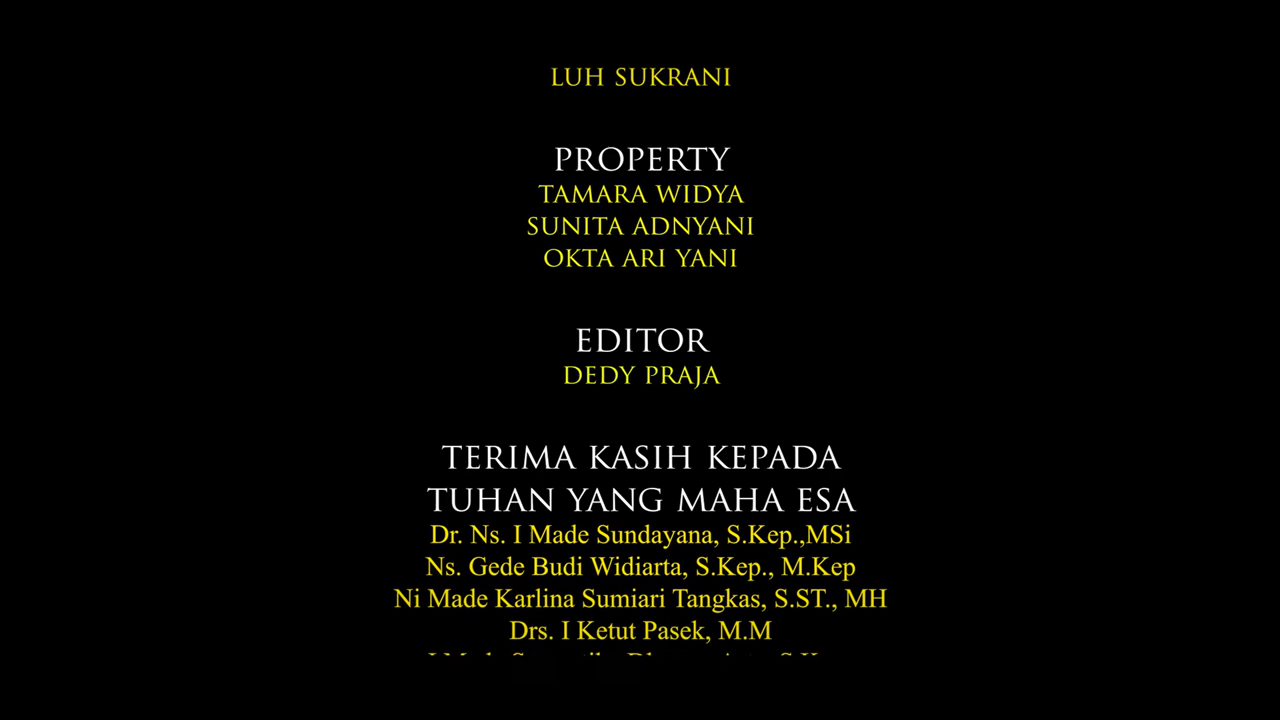 LUH SUKRANI
PROPERTY
TAMARA WIDYA
SUNITA ADNYANI
OKTA ARI YANI
EDITOR
DEDY PRAJA
TERIMA KASIH KEPADA
TUHAN YANG MAHA ESA
Dr. Ns. I Made Sundayana, S.Kep.,MSi
Ns. Gede Budi Widiarta, S.Kep., M.Kep
Ni Made Karlina Sumiari Tangkas, S.ST., MH
Drs. I Ketut Pasek, M.M
I Made